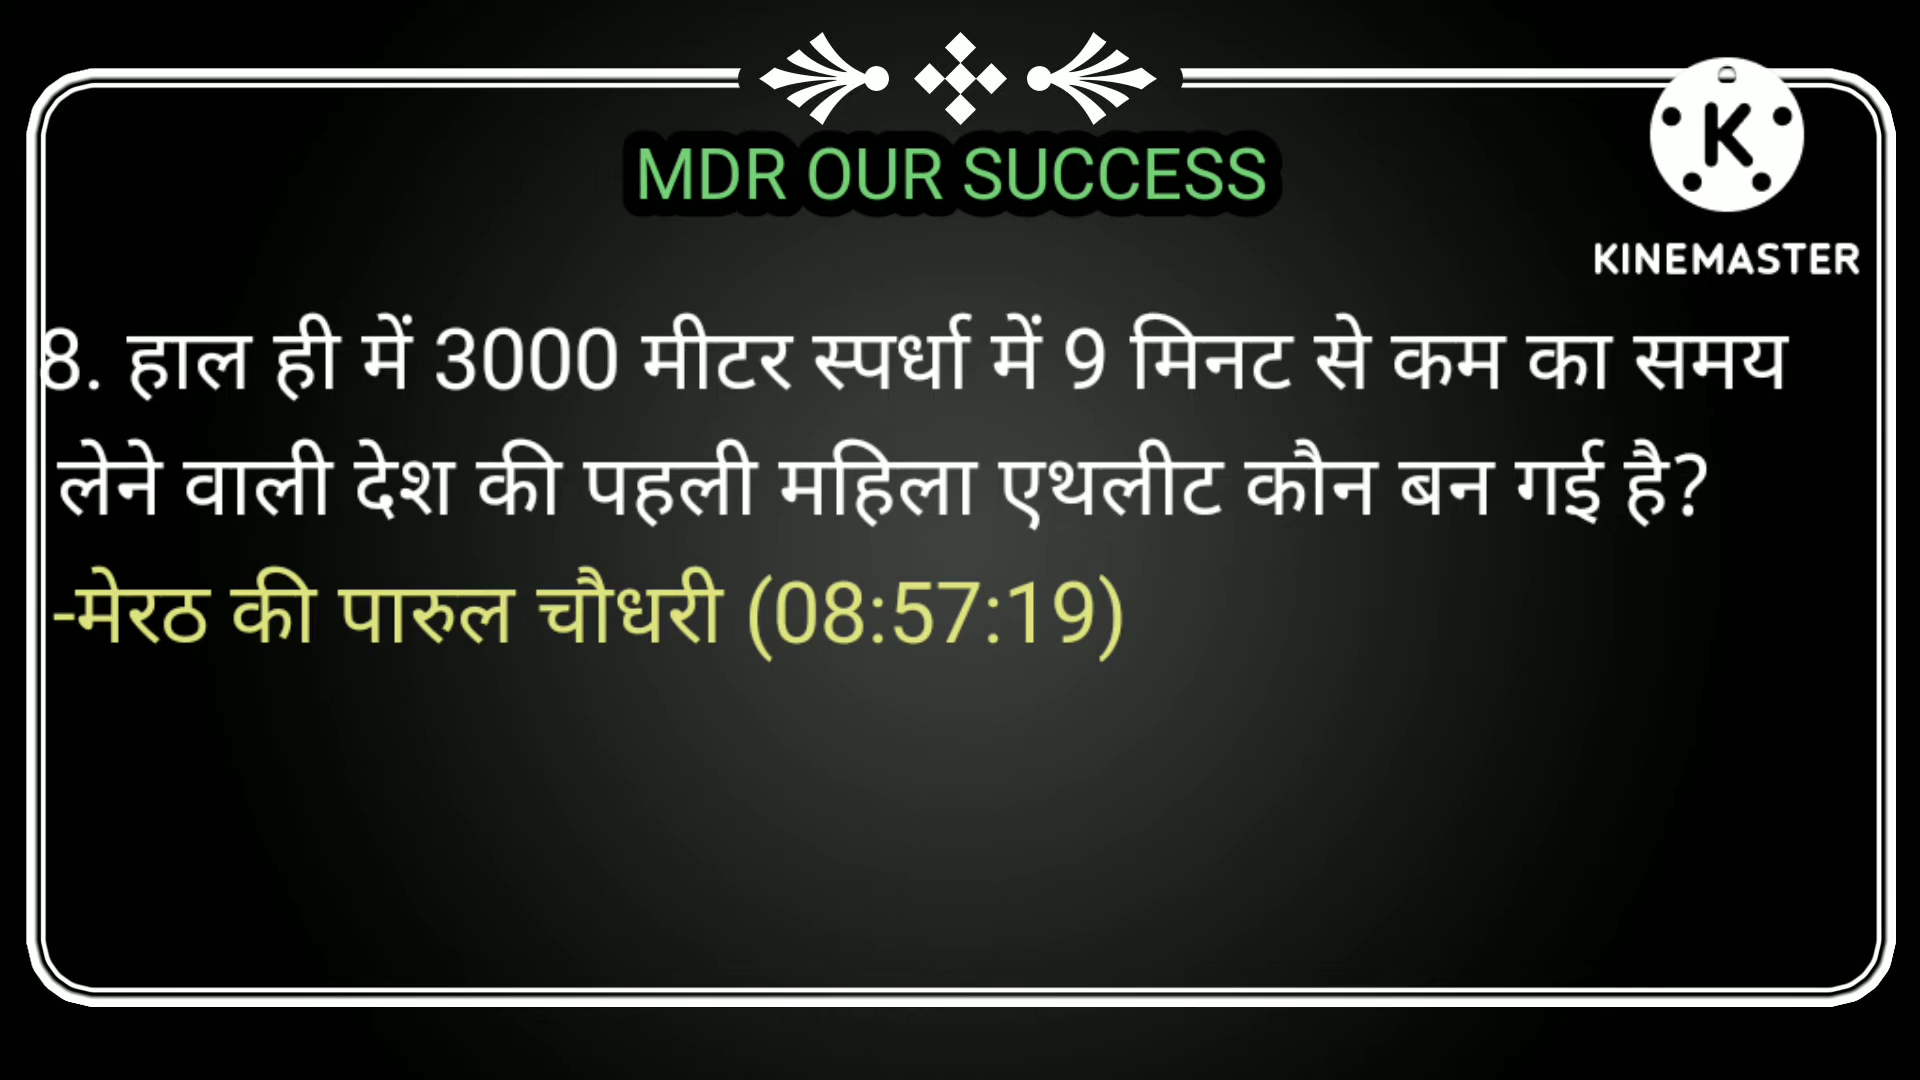 MDR OUR SUCCESS
KINEMASTER
8. हाल ही में 3000 मीटर स्पर्धा में 9 मिनट से कम का समय
लेने वाली देश की पहली महिला एथलीट कौन बन गई है?
-मेरठ की पारुल चौधरी (08:57:19)